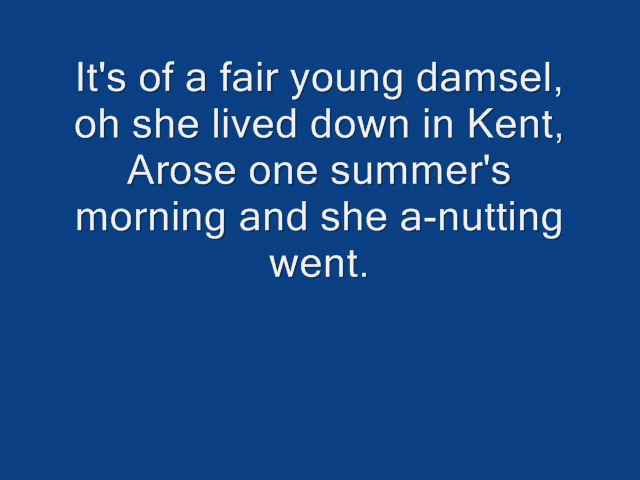 It's of a fair young damsel,
oh she lived down in Kent,
Arose one summer's
morning and she a-nutting
went.